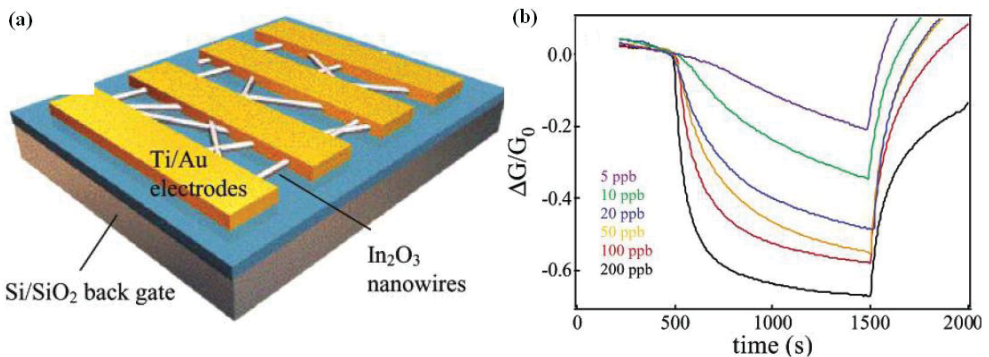 (a)
Ti/Au
electrodes
In₂O₃
nanowires
Si/SiO₂ back gate
(b)
ΔG/G₀
0.0
-0.2
-0.4
-0.6
5 ppb
10 ppb
20 ppb
50 ppb
100 ppb
200 ppb
0
500
1000
1500
2000
time (s)